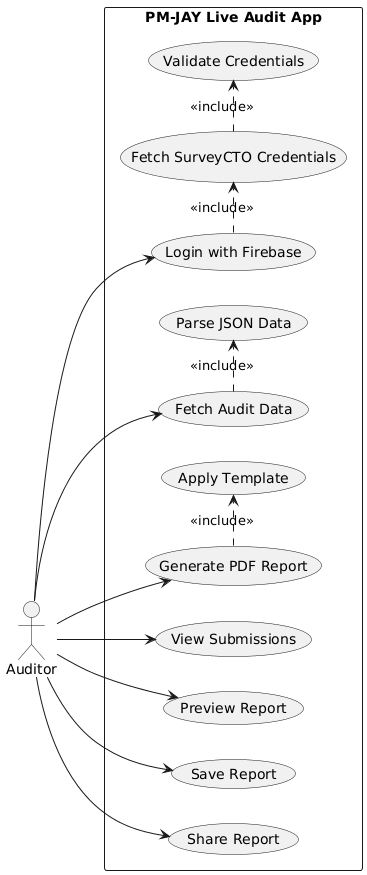 PM-JAY Live Audit App
Validate Credentials
«include»
Fetch SurveyCTO Credentials
«include»
Login with Firebase
Parse JSON Data
«include»
Fetch Audit Data
Apply Template
«include»
Generate PDF Report
View Submissions
Auditor
Preview Report
Save Report
Share Report